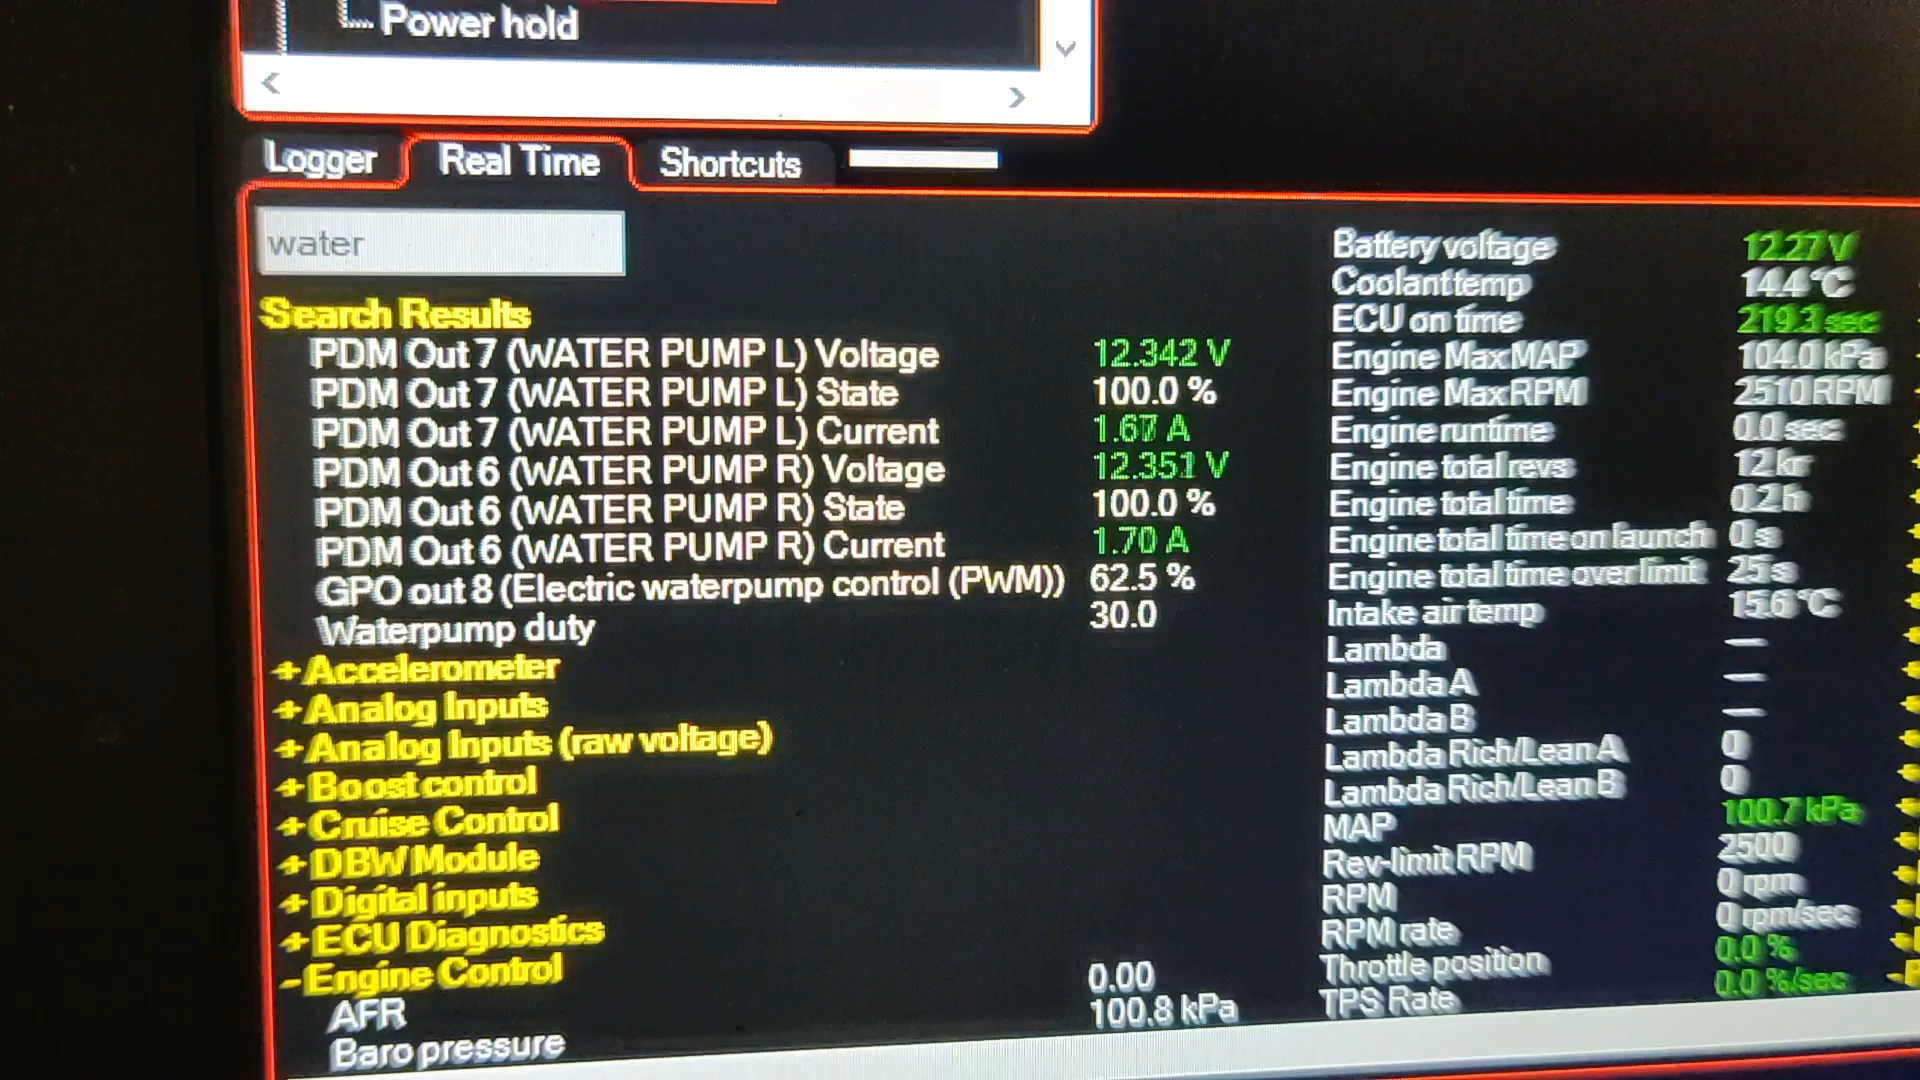 Power hold
Logger
Real Time
Shortcuts
water
Search Results
PDM Out 7 (WATER PUMP L) Voltage 12.342 V
PDM Out 7 (WATER PUMP L) State 100.0 %
PDM Out 7 (WATER PUMP L) Current 1.67 A
PDM Out 6 (WATER PUMP R) Voltage 12.351 V
PDM Out 6 (WATER PUMP R) State 100.0 %
PDM Out 6 (WATER PUMP R) Current 1.70 A
GPO out 8 (Electric waterpump control (PWM)) 62.5 %
Waterpump duty 30.0
+Accelerometer
+Analog Inputs
+Analog Inputs (raw voltage)
+Boost control
+Cruise Control
+DBW Module
+Digital inputs
+ECU Diagnostics
-Engine Control
AFR 0.00
Baro pressure 100.8 kPa
Battery voltage 12.27 V
Coolant temp 14.4 °C
ECU on time 219.3 sec
Engine Max MAP 104.0 kPa
Engine Max RPM 2510 RPM
Engine runtime 0.0 sec
Engine total revs 12 kr
Engine total time 0.2 h
Engine total time on launch 0 s
Engine total time over limit 25 s
Intake air temp 15.6 °C
Lambda —
Lambda A —
Lambda B —
Lambda Rich/Lean A 0
Lambda Rich/Lean B 0
MAP 100.7 kPa
Rev-limit RPM 2500
RPM 0 rpm
RPM rate 0 rpm/sec
Throttle position 0.0 %
TPS Rate 0.0 %/sec